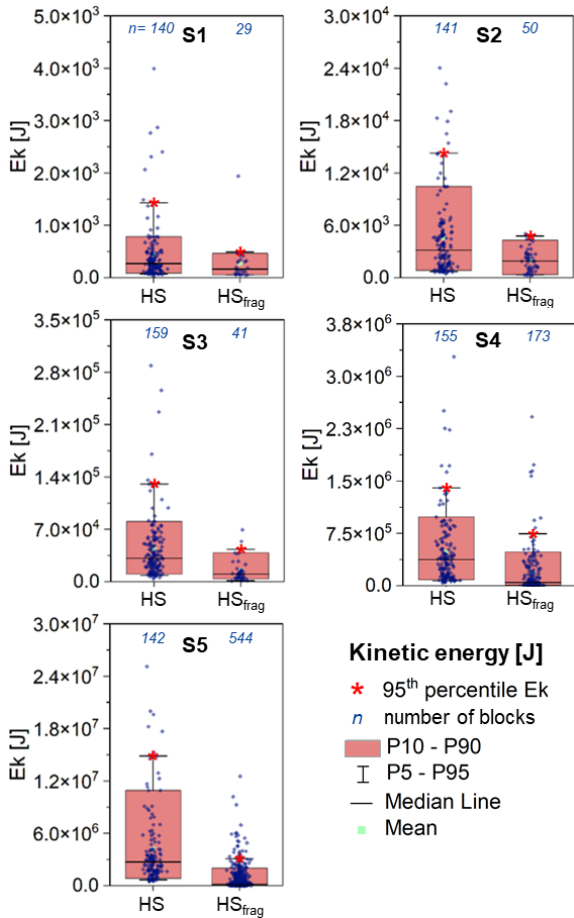 n= 140 S1 29
5.0×10³
4.0×10³
3.0×10³
2.0×10³
1.0×10³
0.0
Ek [J]
HS HSfrag
141 S2 50
3.0×10⁴
2.4×10⁴
1.8×10⁴
1.2×10⁴
6.0×10³
0.0
Ek [J]
HS HSfrag
159 S3 41
3.5×10⁵
2.8×10⁵
2.1×10⁵
1.4×10⁵
7.0×10⁴
0.0
Ek [J]
HS HSfrag
155 S4 173
3.8×10⁶
3.0×10⁶
2.3×10⁶
1.5×10⁶
7.5×10⁵
0.0
Ek [J]
HS HSfrag
142 S5 544
3.0×10⁷
2.4×10⁷
1.8×10⁷
1.2×10⁷
6.0×10⁶
0.0
Ek [J]
HS HSfrag
Kinetic energy [J]
* 95th percentile Ek
n number of blocks
P10 - P90
P5 - P95
Median Line
Mean